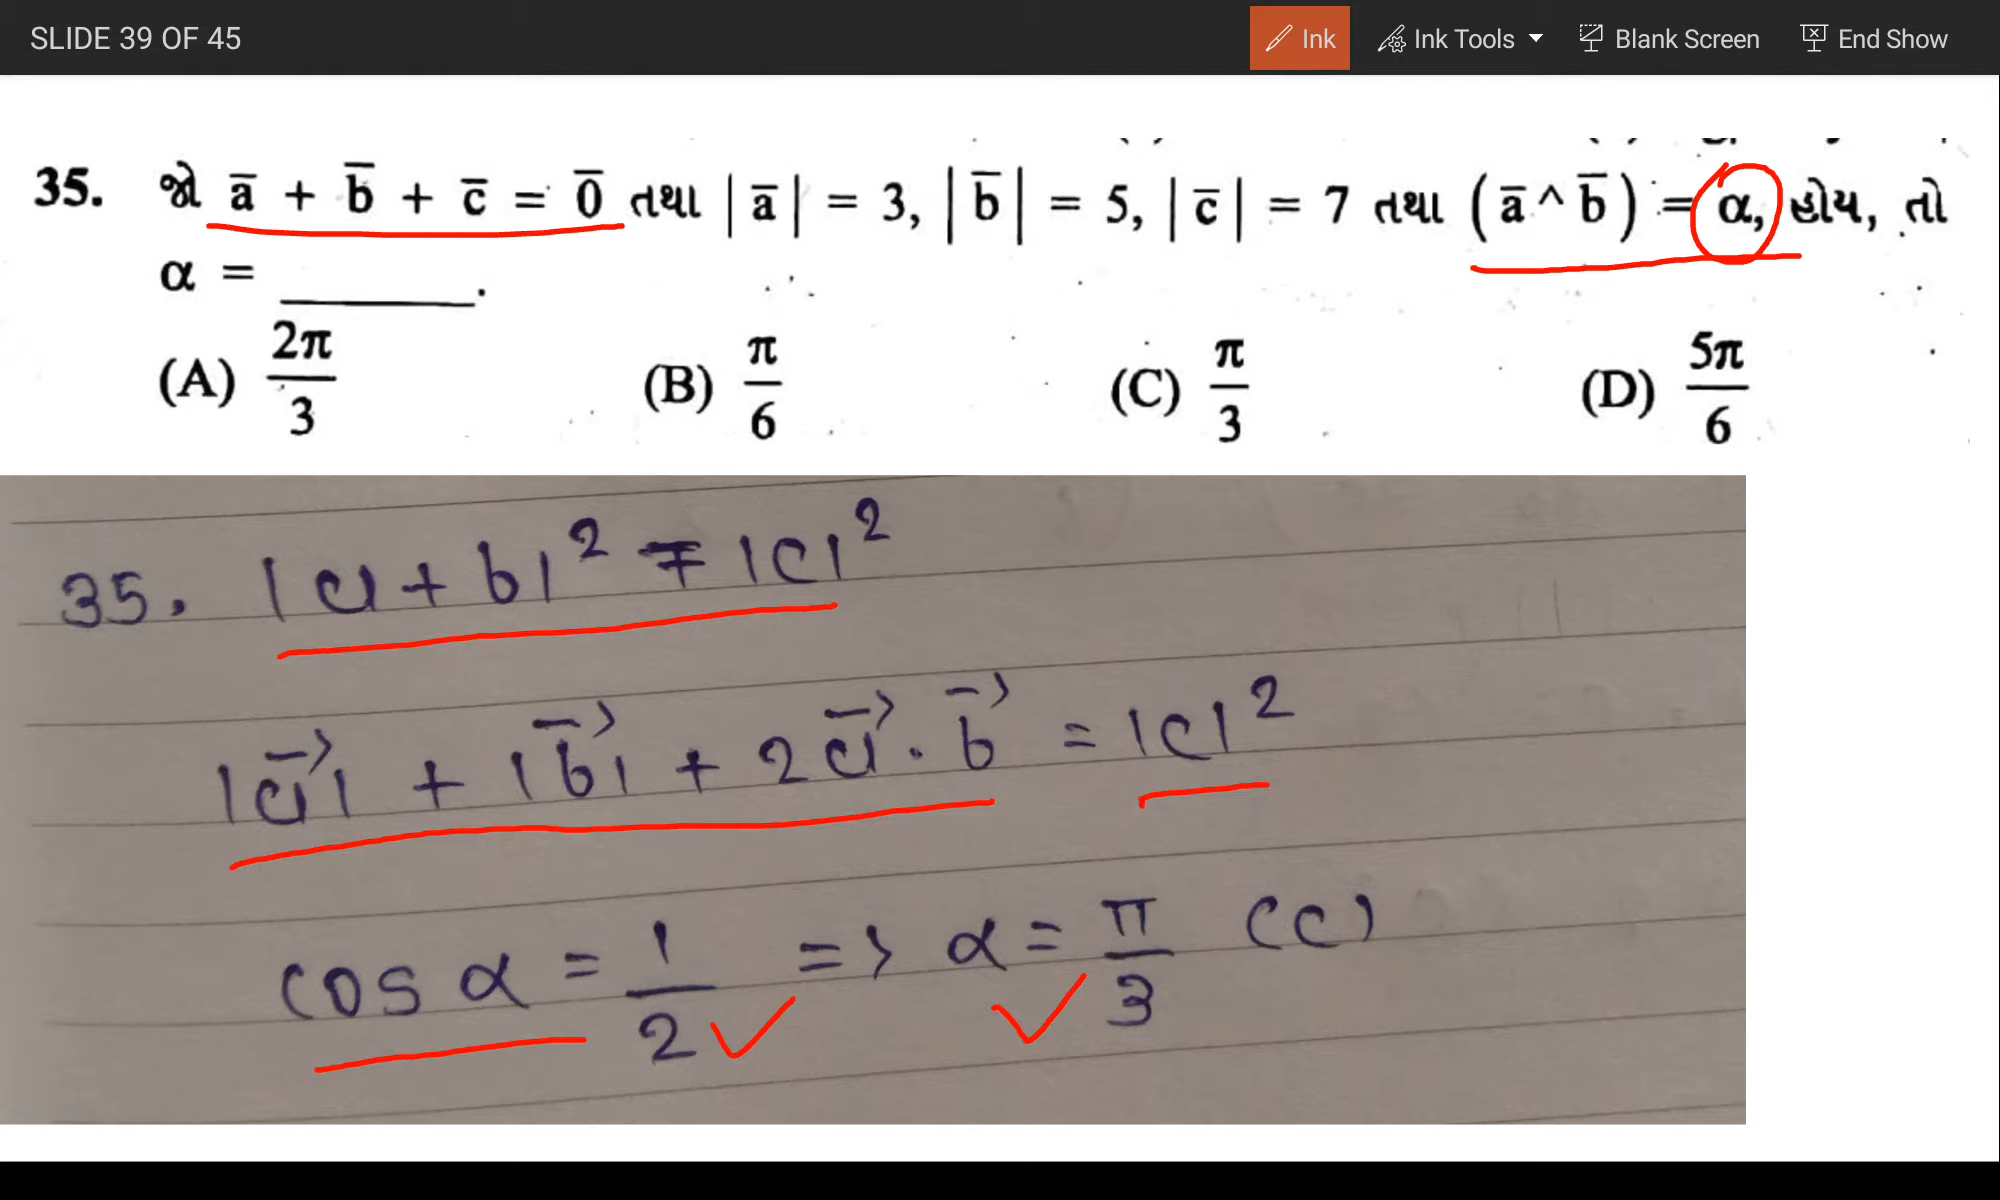 SLIDE 39 OF 45 Ink Ink Tools Blank Screen End Show
35. જો a̅ + b̅ + c̅ = 0̅ તથા |a̅| = 3, |b̅| = 5, |c̅| = 7 તથા (a̅ ^ b̅) = α, હોય, તો
α = ________.
(A) 2π/3 (B) π/6 (C) π/3 (D) 5π/6
35. |a + b|² = |c|²
|a⃗| + |b⃗| + 2a⃗ . b⃗ = |c|²
cos α = 1/2 => α = π/3 (C)